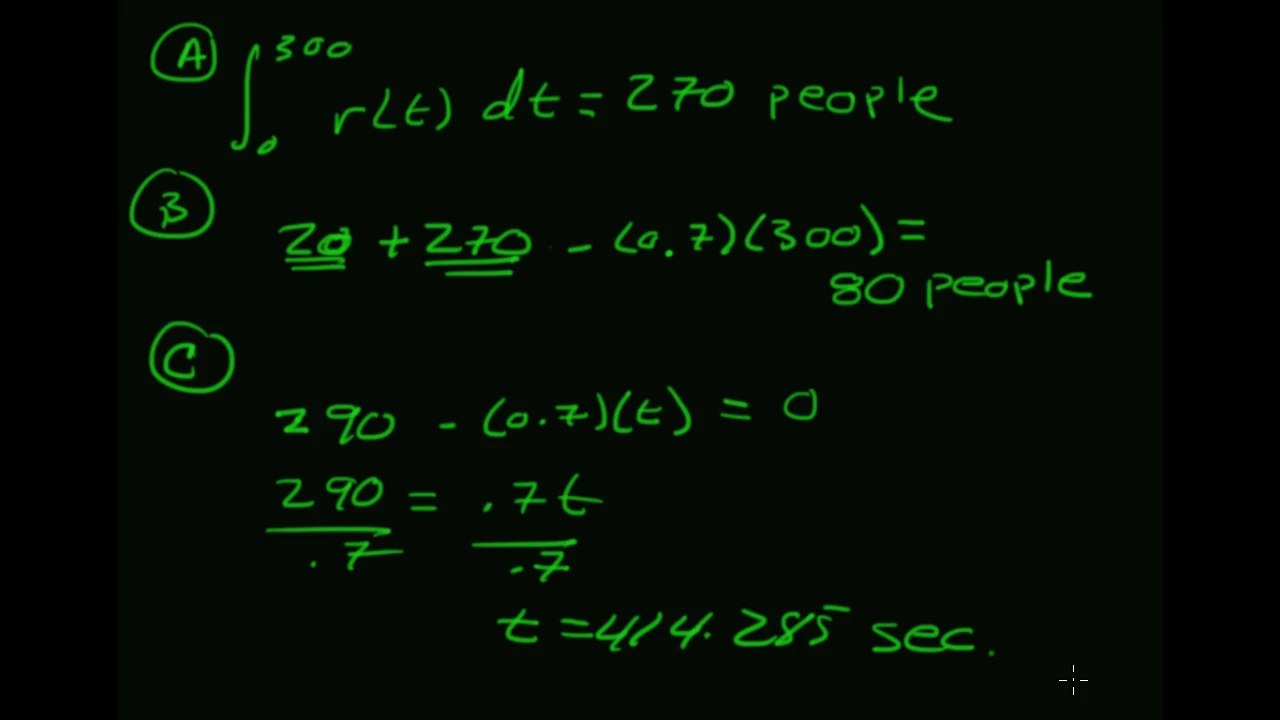 A
∫₀³⁰⁰ r(t) dt = 270 people
B
20 + 270 - (0.7)(300) =
80 people
C
290 - (0.7)(t) = 0
290 = .7t
.7 .7
t = 414.285 sec.